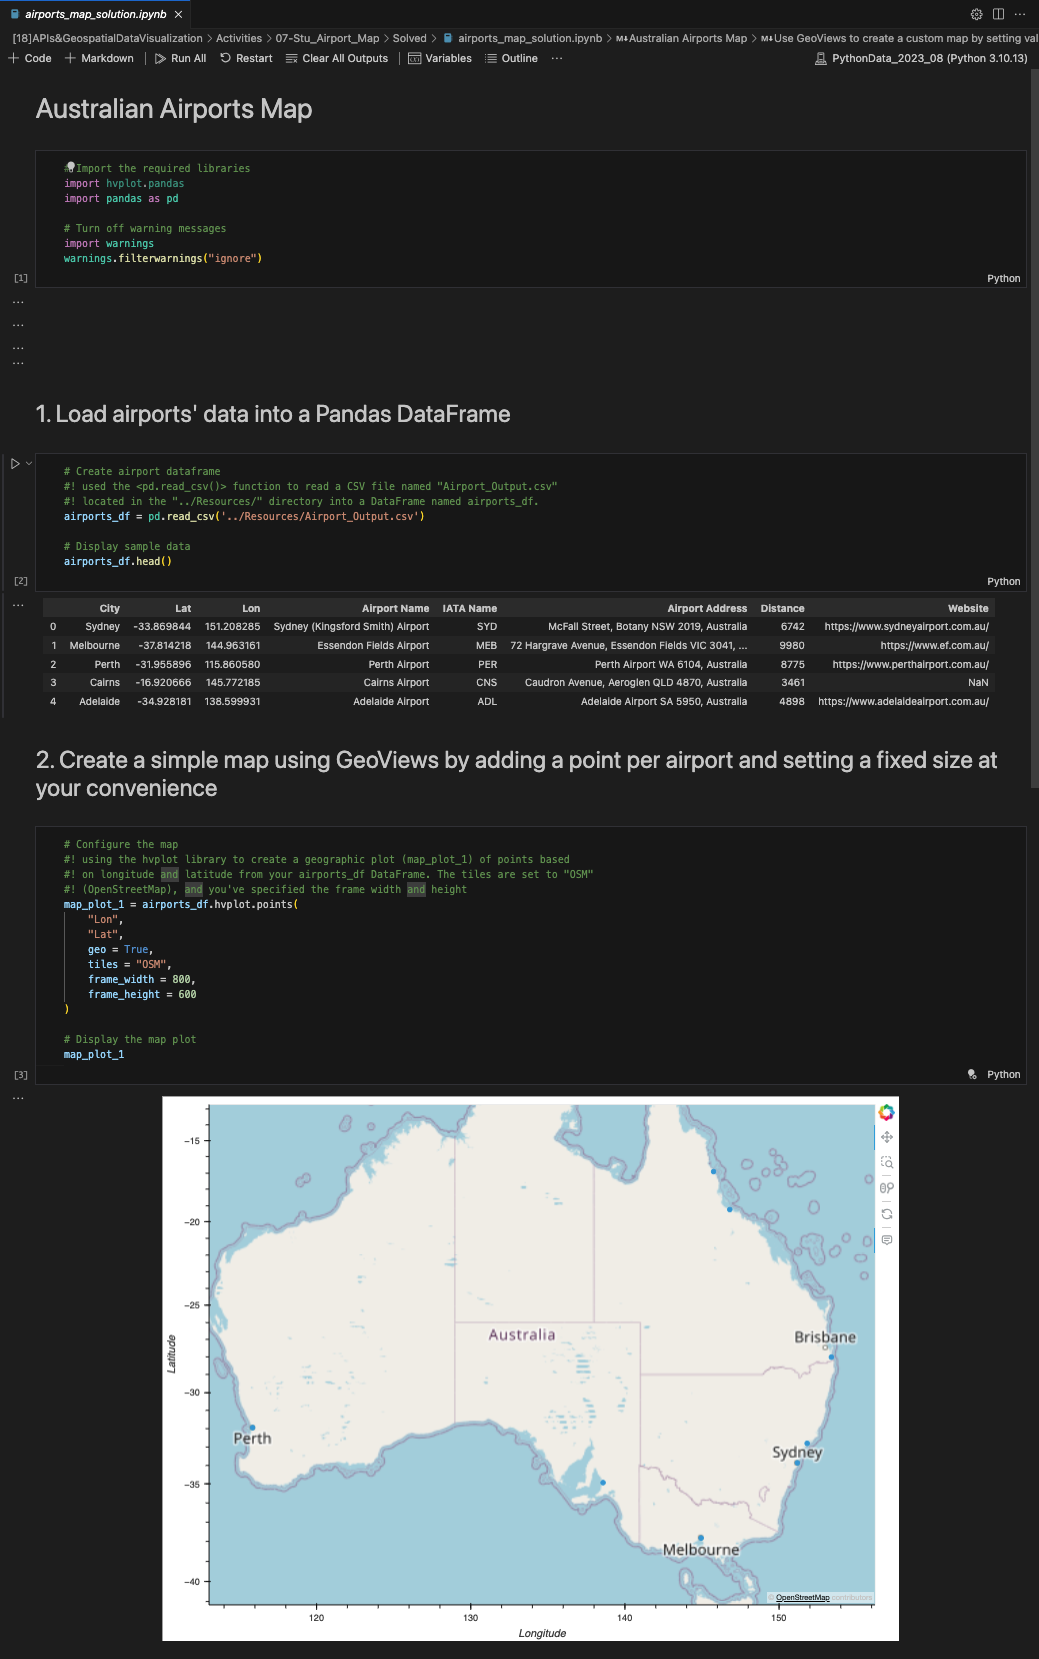 airports_map_solution.ipynb
[18]APIs&GeospatialDataVisualization > Activities > 07-Stu_Airport_Map > Solved > airports_map_solution.ipynb > M↓Australian Airports Map > M↓Use GeoViews to create a custom map by setting val
+ Code + Markdown | Run All Restart Clear All Outputs | Variables Outline ... PythonData_2023_08 (Python 3.10.13)
Australian Airports Map
# Import the required libraries
import hvplot.pandas
import pandas as pd
# Turn off warning messages
import warnings
warnings.filterwarnings("ignore")
[1] Python
...
...
...
...
1. Load airports' data into a Pandas DataFrame
# Create airport dataframe
#! used the <pd.read_csv()> function to read a CSV file named "Airport_Output.csv"
#! located in the "../Resources/" directory into a DataFrame named airports_df.
airports_df = pd.read_csv('../Resources/Airport_Output.csv')
# Display sample data
airports_df.head()
[2] Python
...
City Lat Lon Airport Name IATA Name Airport Address Distance Website
0 Sydney -33.869844 151.208285 Sydney (Kingsford Smith) Airport SYD McFall Street, Botany NSW 2019, Australia 6742 https://www.sydneyairport.com.au/
1 Melbourne -37.814218 144.963161 Essendon Fields Airport MEB 72 Hargrave Avenue, Essendon Fields VIC 3041, ... 9980 https://www.ef.com.au/
2 Perth -31.955896 115.860580 Perth Airport PER Perth Airport WA 6104, Australia 8775 https://www.perthairport.com.au/
3 Cairns -16.920666 145.772185 Cairns Airport CNS Caudron Avenue, Aeroglen QLD 4870, Australia 3461 NaN
4 Adelaide -34.928181 138.599931 Adelaide Airport ADL Adelaide Airport SA 5950, Australia 4898 https://www.adelaideairport.com.au/
2. Create a simple map using GeoViews by adding a point per airport and setting a fixed size at
your convenience
# Configure the map
#! using the hvplot library to create a geographic plot (map_plot_1) of points based
#! on longitude and latitude from your airports_df DataFrame. The tiles are set to "OSM"
#! (OpenStreetMap), and you've specified the frame width and height
map_plot_1 = airports_df.hvplot.points(
"Lon",
"Lat",
geo = True,
tiles = "OSM",
frame_width = 800,
frame_height = 600
)
# Display the map plot
map_plot_1
[3] Python
...
−15
−20
−25
−30
−35
−40
Latitude
Australia
Brisbane
Perth
Sydney
Melbourne
© OpenStreetMap contributors
120 130 140 150
Longitude